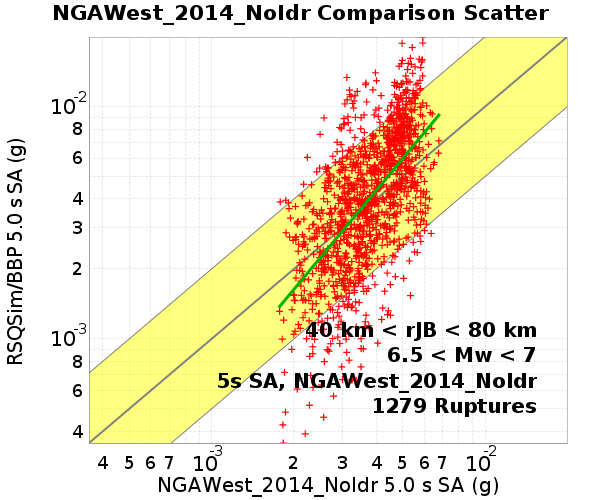 NGAWest_2014_NoIdr Comparison Scatter
RSQSim/BBP 5.0 s SA (g)
10-2
8
6
4
3
2
10-3
8
6
4
40 km < rJB < 80 km
6.5 < Mw < 7
5s SA, NGAWest_2014_NoIdr
1279 Ruptures
4 5 6 7 10-3 2 3 4 5 6 7 10-2
NGAWest_2014_NoIdr 5.0 s SA (g)